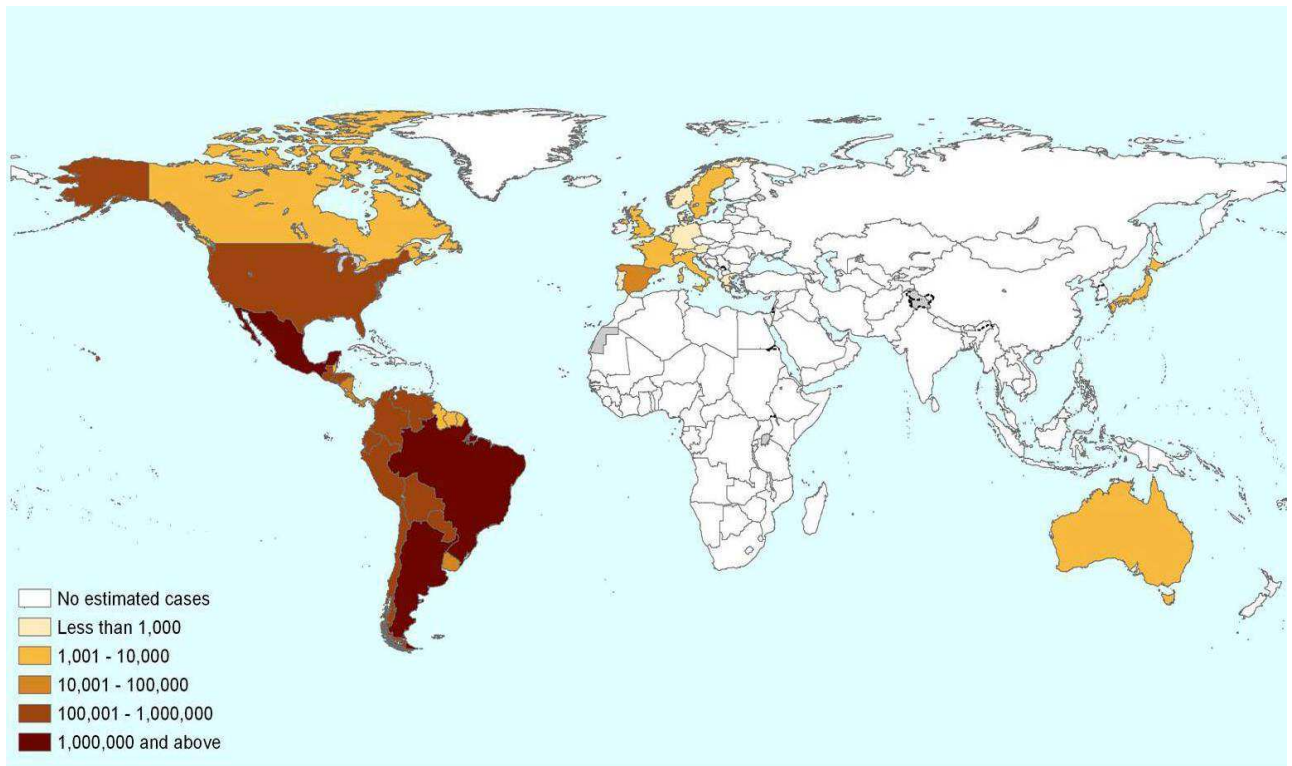 No estimated cases
Less than 1,000
1,001 - 10,000
10,001 - 100,000
100,001 - 1,000,000
1,000,000 and above